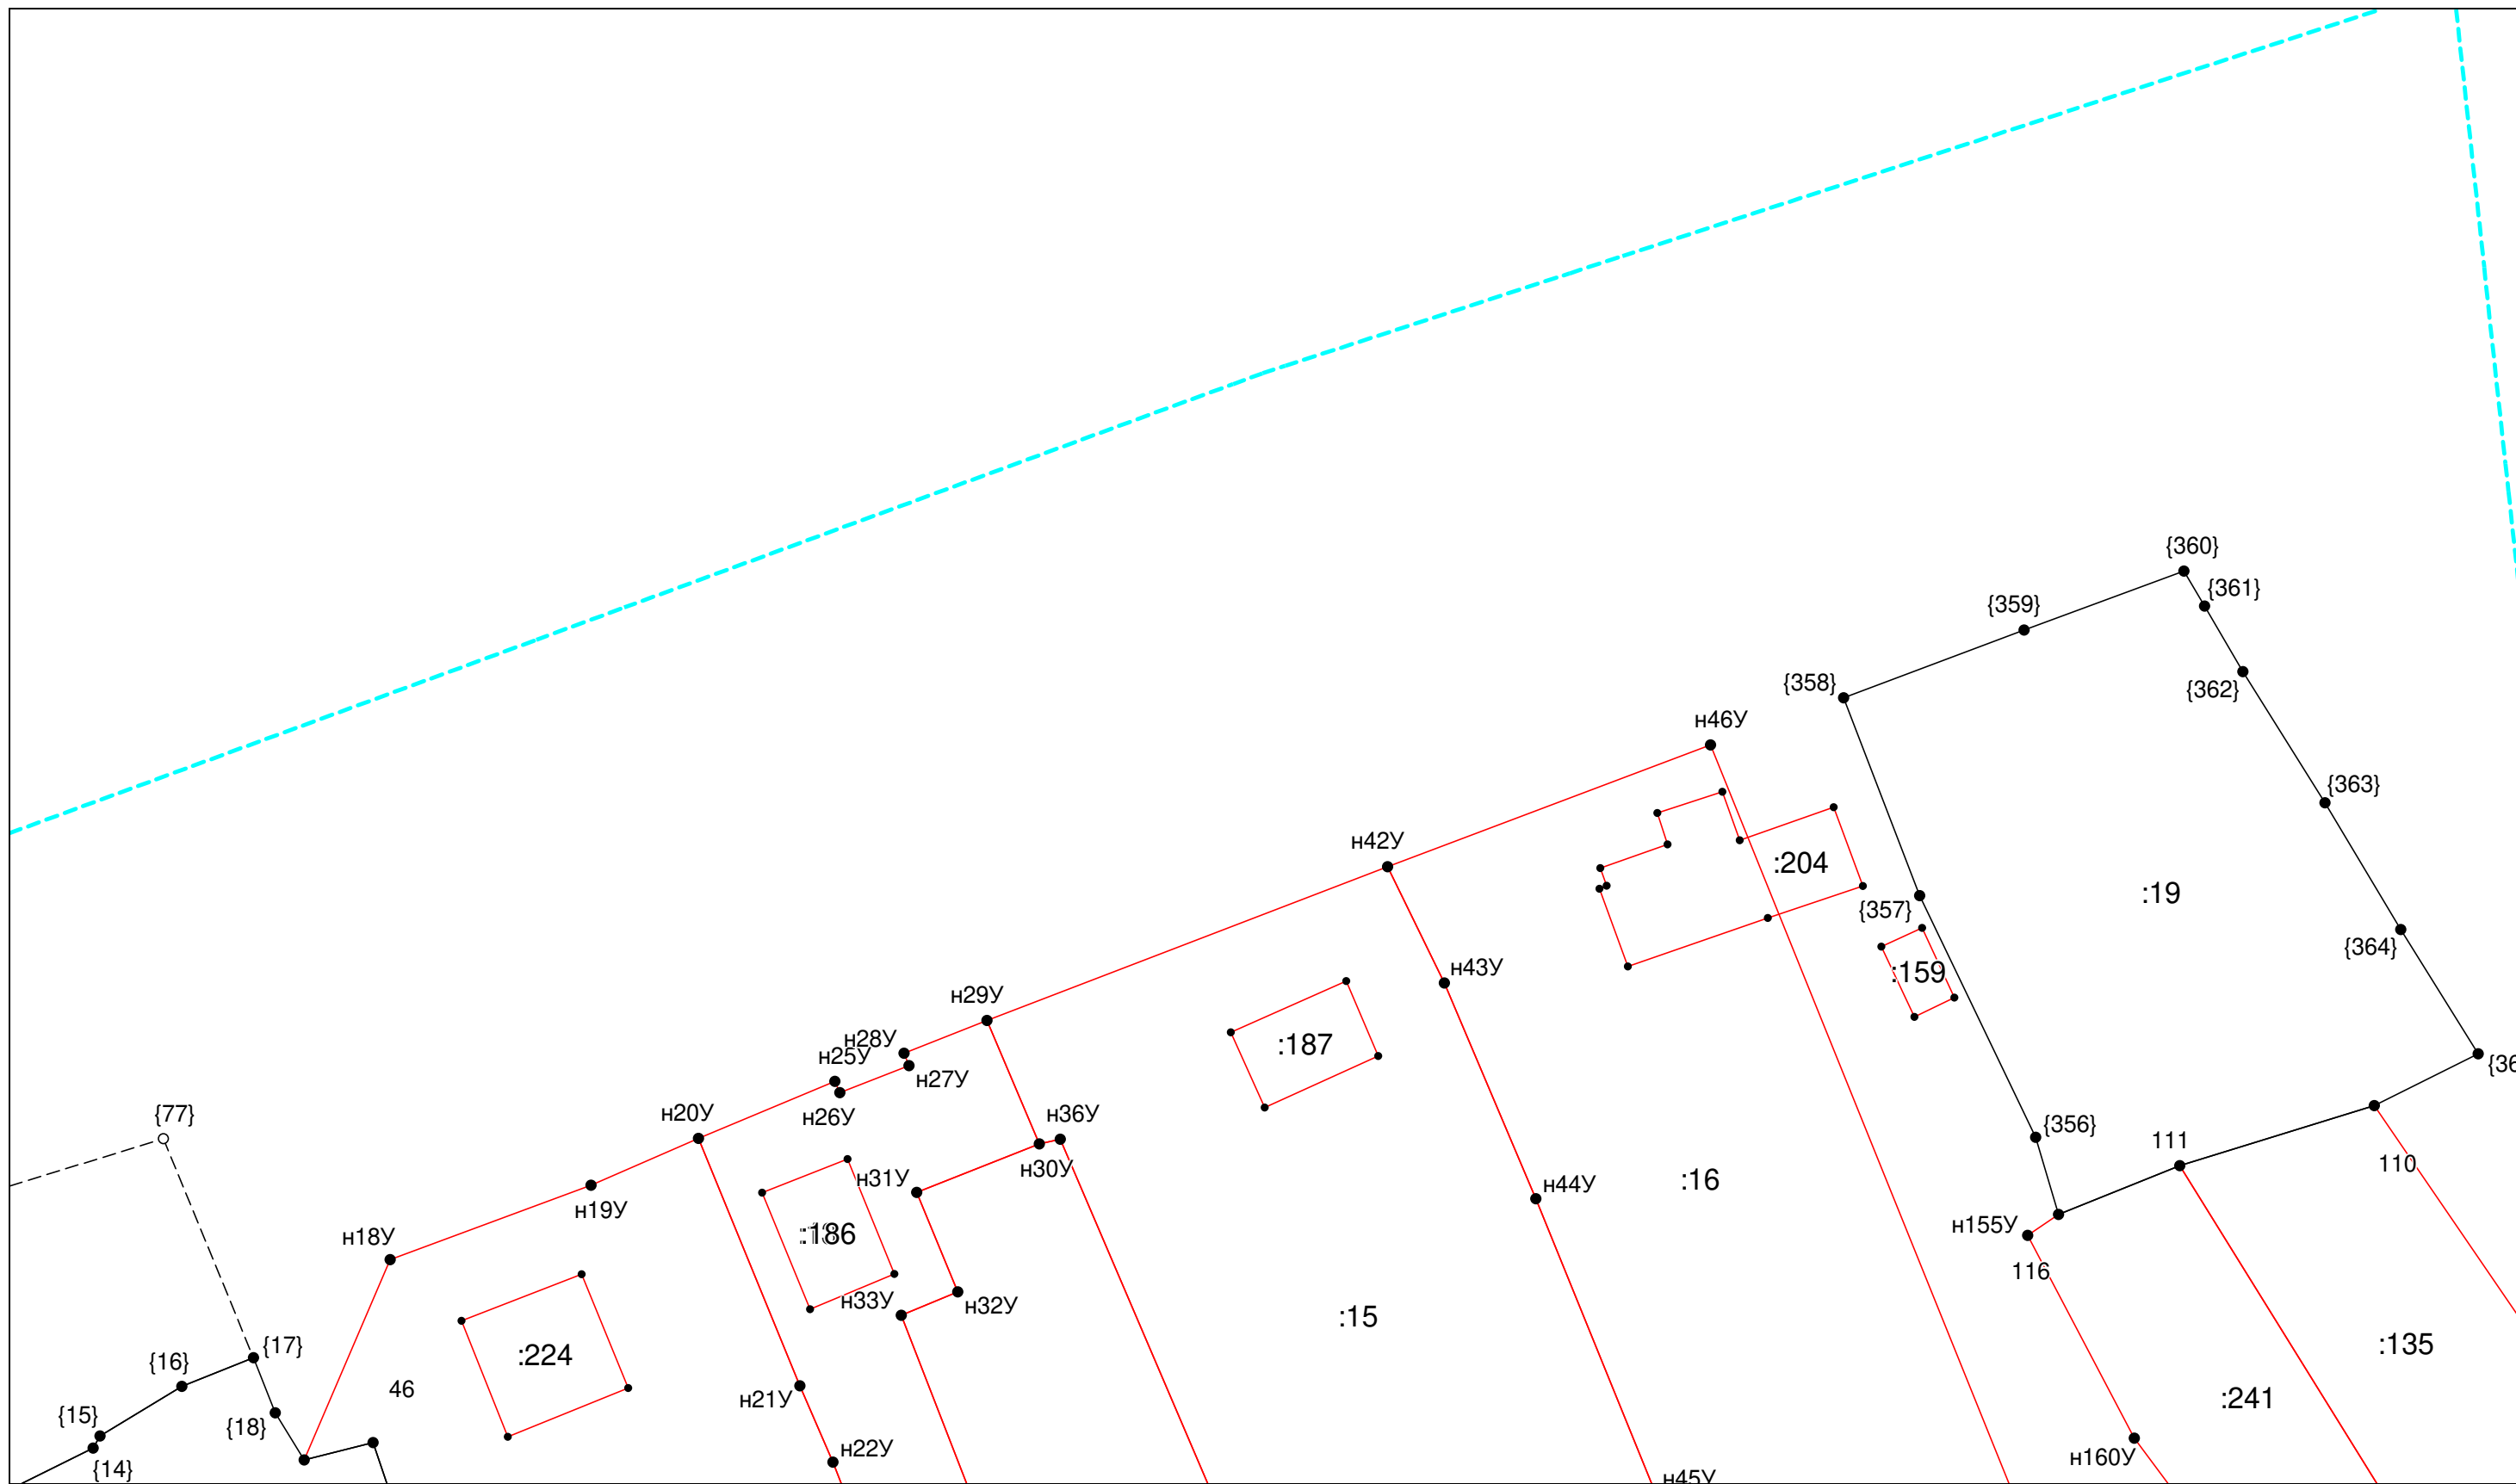 {360}
{361}
{359}
{358}
{362}
н46У
{363}
н42У
:204
:19
{357}
{364}
н43У
:159
н29У
н28У
:187
н25У
н27У
{36
н26У
н20У
{77}
н36У
{356}
111
н30У
110
н31У
:16
н44У
н19У
н155У
:186
н18У
116
н33У
н32У
:15
{17}
:135
:224
{16}
46
н21У
:241
{15}
{18}
н22У
н160У
{14}
н45У